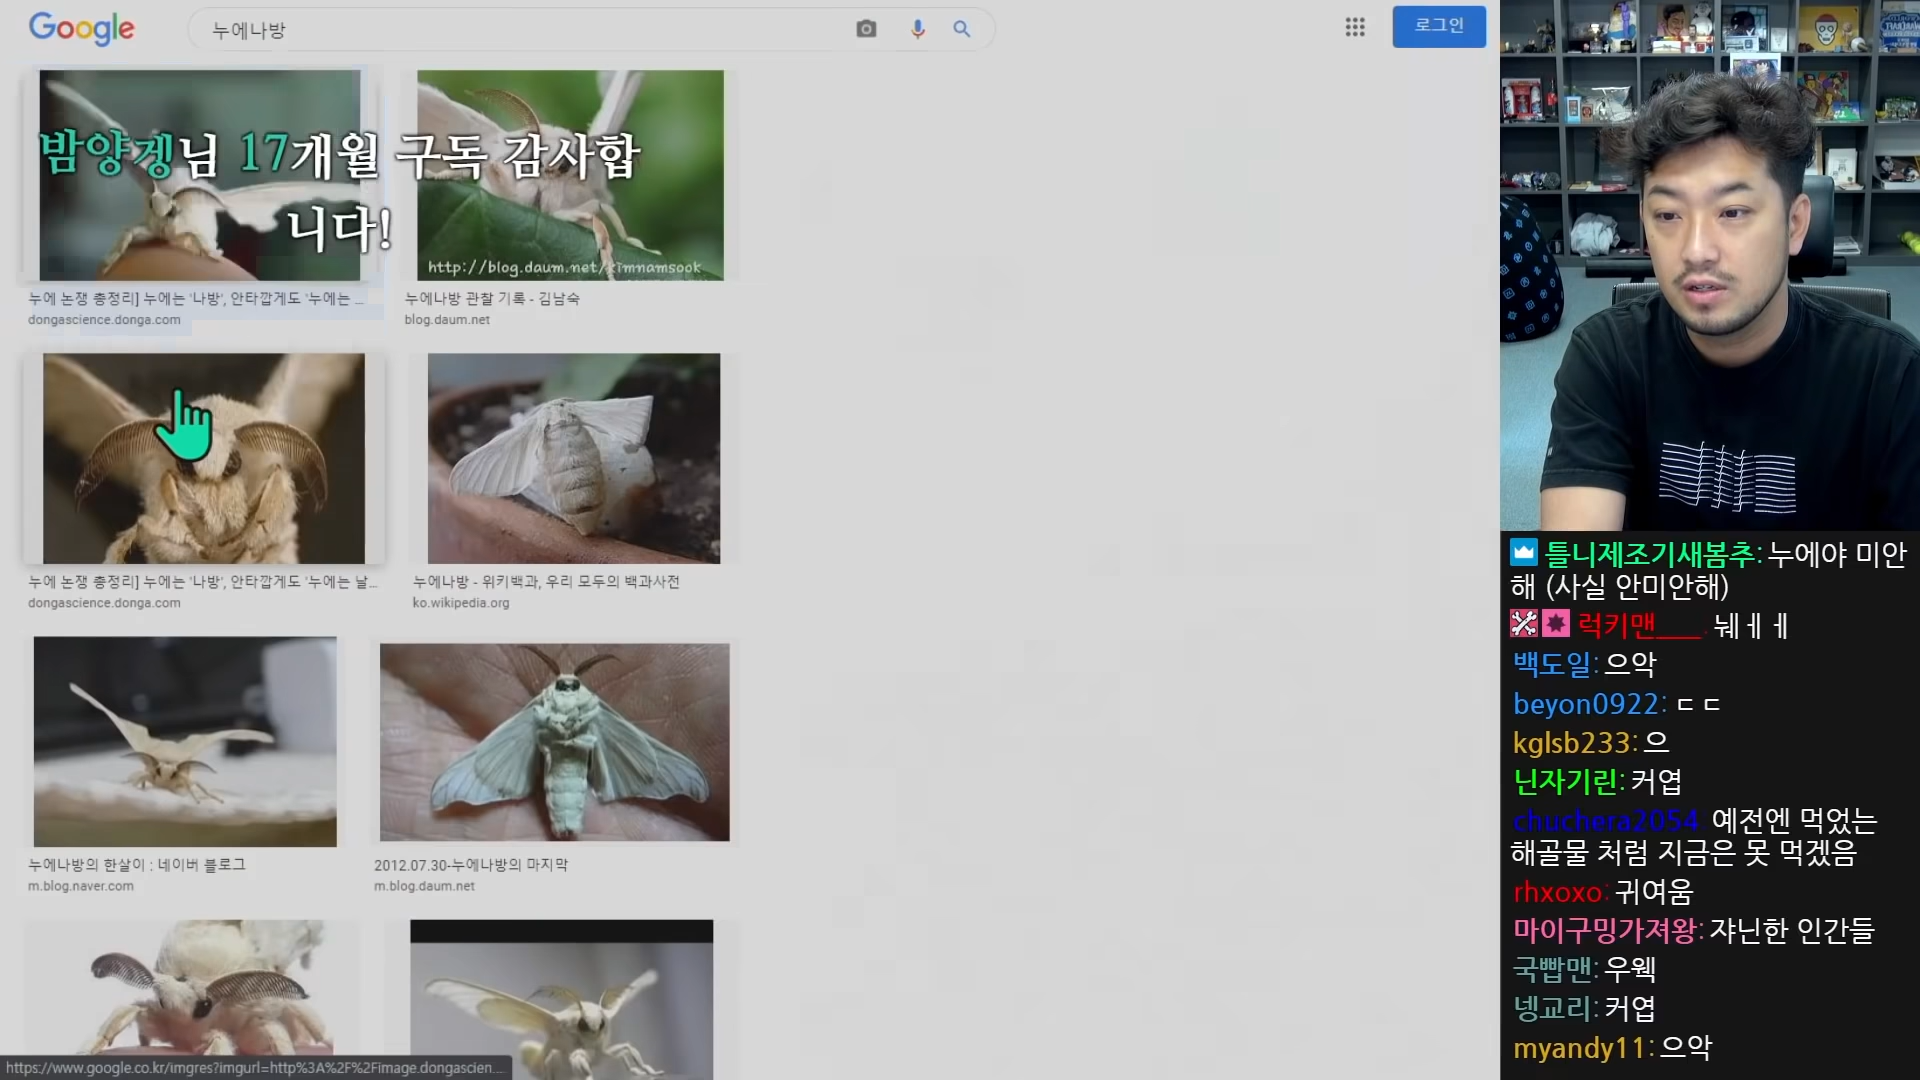 Google
누에나방
로그인
밤양겡님 17개월 구독 감사합
니다!
http://blog.daum.net/kimnamsook
누에 논쟁 총정리] 누에는 '나방', 안타깝게도 '누에는 ...
dongascience.donga.com
누에나방 관찰 기록 - 김남숙
blog.daum.net
누에 논쟁 총정리] 누에는 '나방', 안타깝게도 '누에는 날...
dongascience.donga.com
누에나방 - 위키백과, 우리 모두의 백과사전
ko.wikipedia.org
누에나방의 한살이 : 네이버 블로그
m.blog.naver.com
2012.07.30-누에나방의 마지막
m.blog.daum.net
https://www.google.co.kr/imgres?imgurl=http%3A%2F%2Fimage.dongascien...
틀니제조기새봄추: 누에야 미안
해 (사실 안미안해)
럭키맨___: 눼ㅔㅔ
백도일: 으악
beyon0922: ㄷㄷ
kglsb233: 으
닌자기린: 커엽
chuchera2054: 예전엔 먹었는
해골물 처럼 지금은 못 먹겠음
rhxoxo: 귀여움
마이구밍가져왕: 쟈닌한 인간들
국빱맨: 우웩
넹교리: 커엽
myandy11: 으악